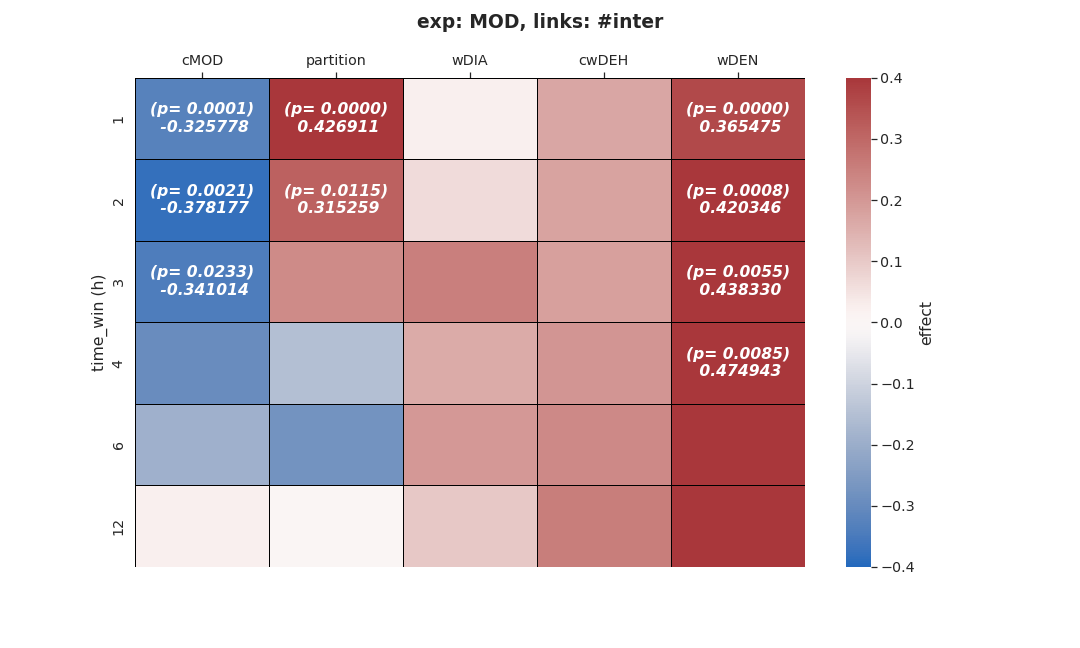 exp: MOD, links: #inter
cMOD partition wDIA cwDEH wDEN
time_win (h)
1
(p= 0.0001)
-0.325778
(p= 0.0000)
0.426911
(p= 0.0000)
0.365475
2
(p= 0.0021)
-0.378177
(p= 0.0115)
0.315259
(p= 0.0008)
0.420346
3
(p= 0.0233)
-0.341014
(p= 0.0055)
0.438330
4
(p= 0.0085)
0.474943
6
12
0.4
0.3
0.2
0.1
0.0
−0.1
−0.2
−0.3
−0.4
effect